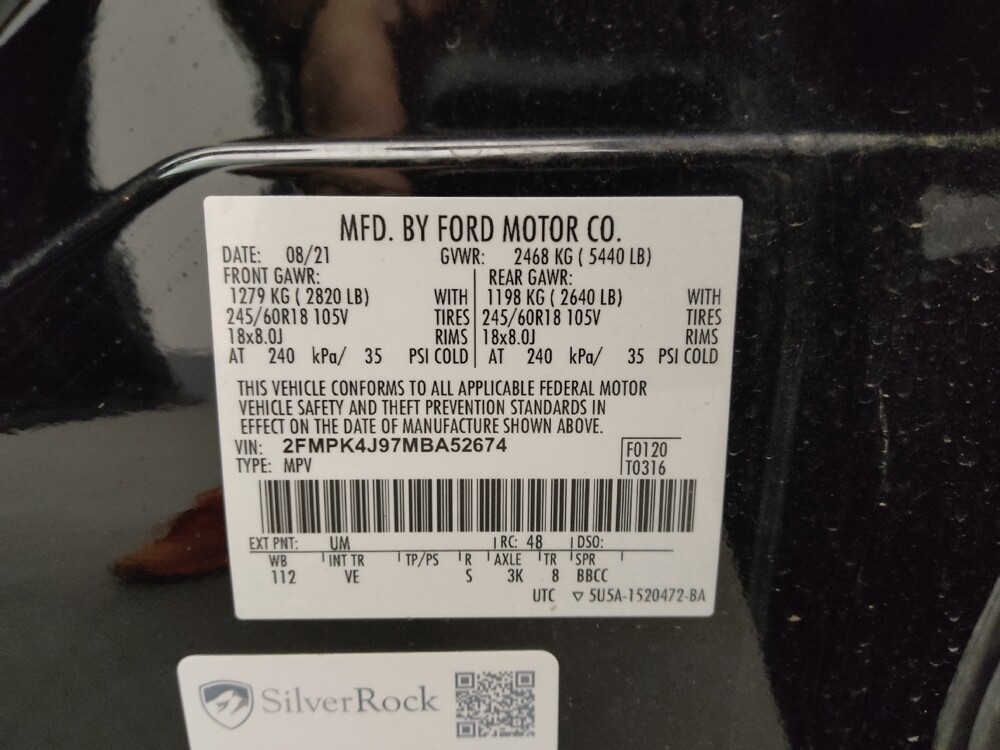 MFD. BY FORD MOTOR CO.
DATE: 08/21 GVWR: 2468 KG ( 5440 LB)
FRONT GAWR: REAR GAWR:
1279 KG ( 2820 LB) WITH 1198 KG ( 2640 LB) WITH
245/60R18 105V TIRES 245/60R18 105V TIRES
18x8.0J RIMS 18x8.0J RIMS
AT 240 kPa/ 35 PSI COLD AT 240 kPa/ 35 PSI COLD
THIS VEHICLE CONFORMS TO ALL APPLICABLE FEDERAL MOTOR
VEHICLE SAFETY AND THEFT PREVENTION STANDARDS IN
EFFECT ON THE DATE OF MANUFACTURE SHOWN ABOVE.
VIN: 2FMPK4J97MBA52674
TYPE: MPV
F0120
T0316
EXT PNT: UM RC: 48 DSO:
WB INT TR TP/PS R AXLE TR SPR
112 VE S 3K 8 BBCC
UTC ▽ 5U5A-1520472-BA
SilverRock